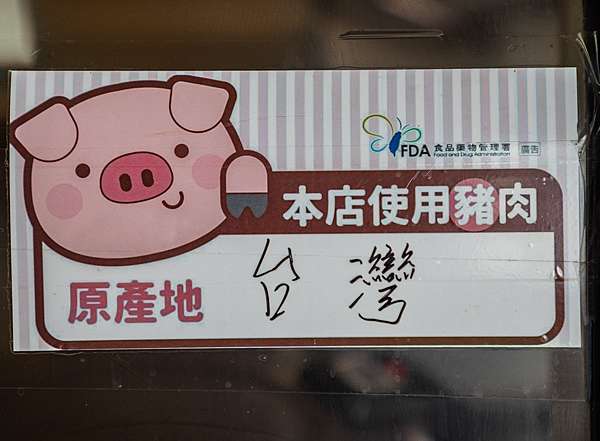 FDA 食品藥物管理署 廣告
Food and Drug Administration
本店使用豬肉
原產地 台灣